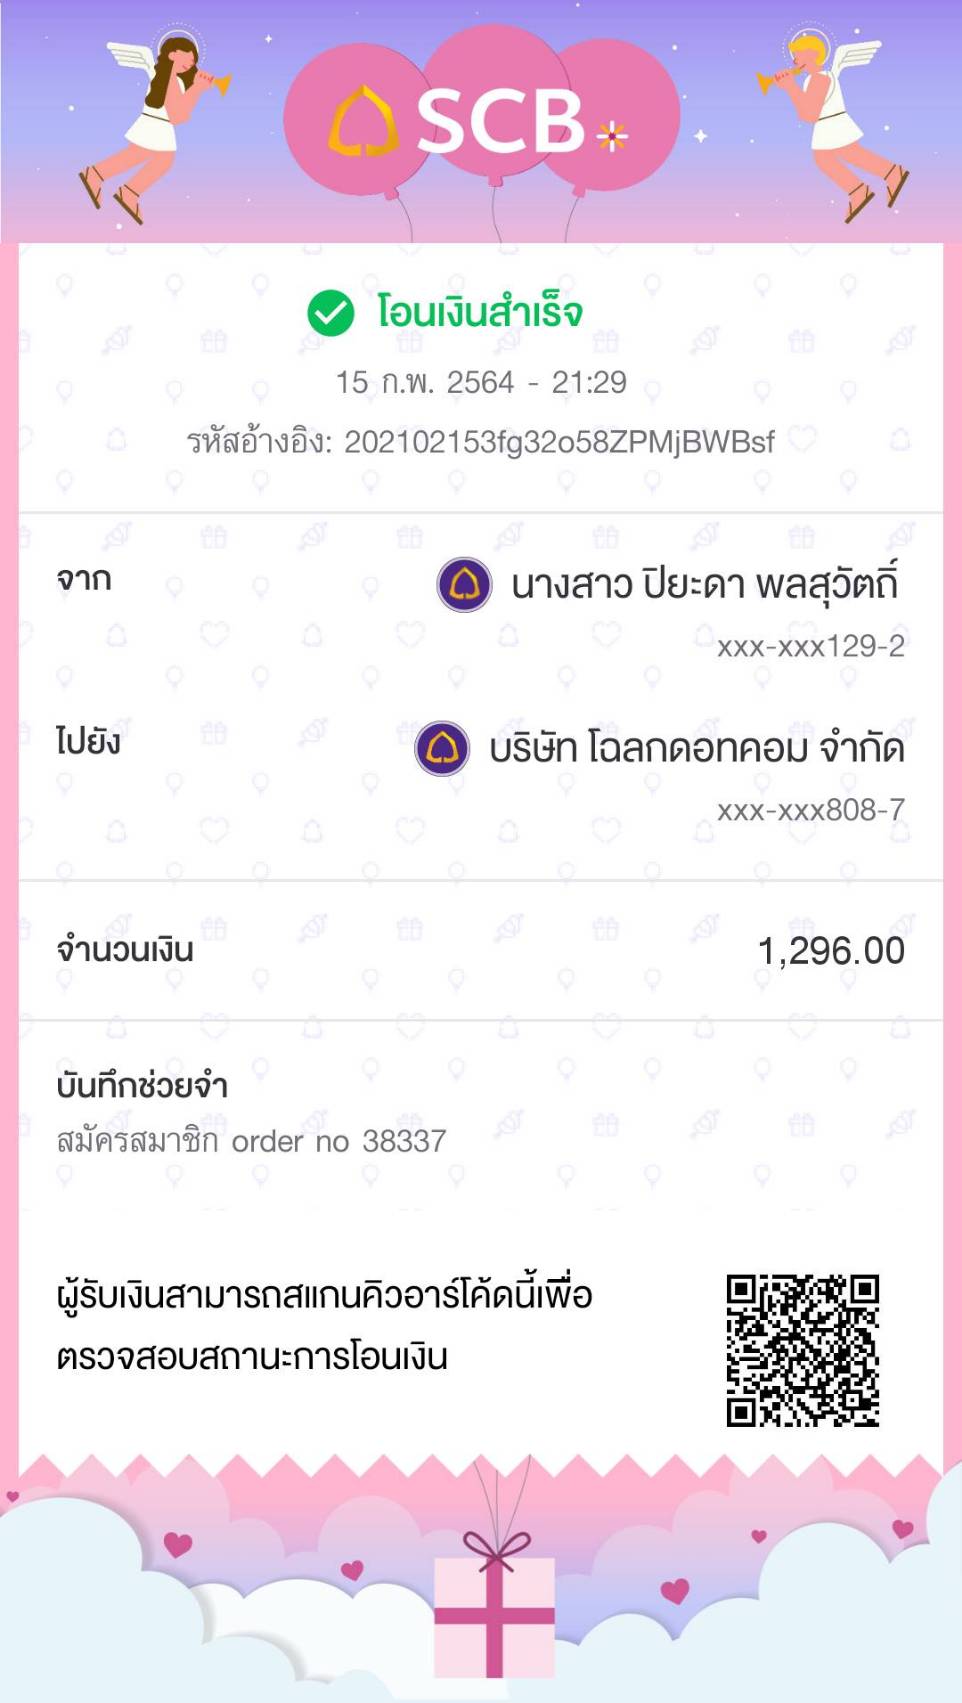 SCB
โอนเงินสำเร็จ
15 ก.พ. 2564 - 21:29
รหัสอ้างอิง: 202102153fg32o58ZPMjBWBsf
จาก
นางสาว ปิยะดา พลสุวัตถิ์
xxx-xxx129-2
ไปยัง
บริษัท โฉลกดอทคอม จำกัด
xxx-xxx808-7
จำนวนเงิน
1,296.00
บันทึกช่วยจำ
สมัครสมาชิก order no 38337
ผู้รับเงินสามารถสแกนคิวอาร์โค้ดนี้เพื่อ
ตรวจสอบสถานะการโอนเงิน